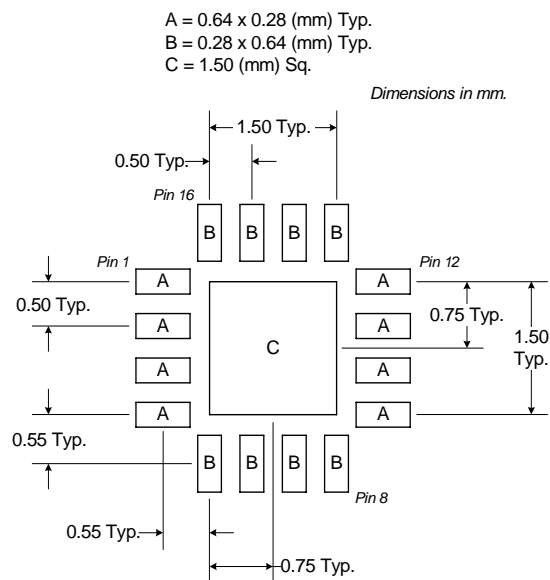 A = 0.64 x 0.28 (mm) Typ.
B = 0.28 x 0.64 (mm) Typ.
C = 1.50 (mm) Sq.
Dimensions in mm.
1.50 Typ.
0.50 Typ.
Pin 16
B B B B
Pin 1
Pin 12
A
A
0.50 Typ.
0.75 Typ.
A
A
1.50
Typ.
C
A
A
A
A
0.55 Typ.
B B B B
Pin 8
0.55 Typ.
0.75 Typ.